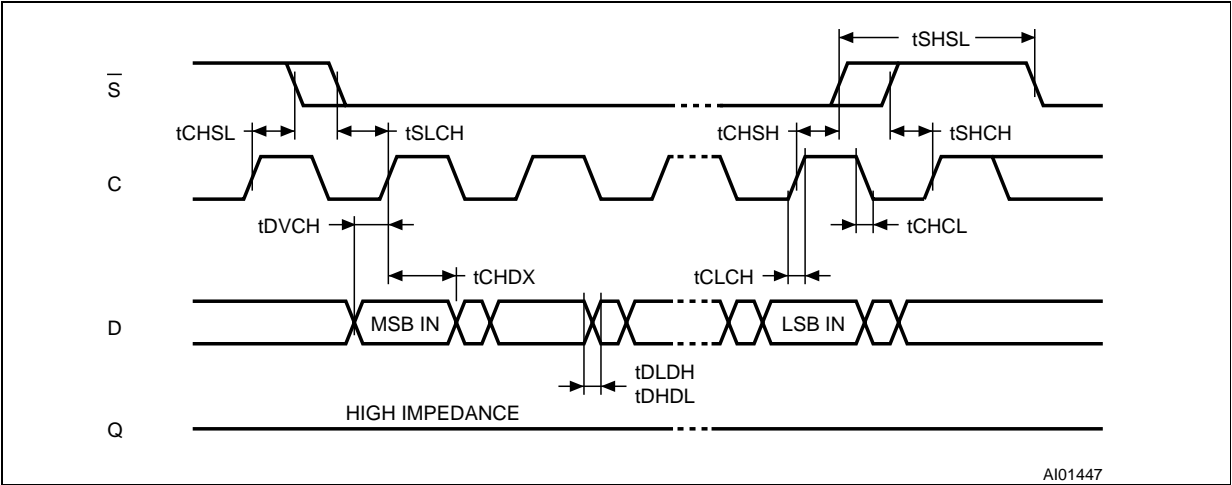 tSHSL
S
tCHSL
tSLCH
tCHSH
tSHCH
C
tDVCH
tCHCL
tCHDX
tCLCH
D
MSB IN
LSB IN
tDLDH
tDHDL
HIGH IMPEDANCE
Q
AI01447